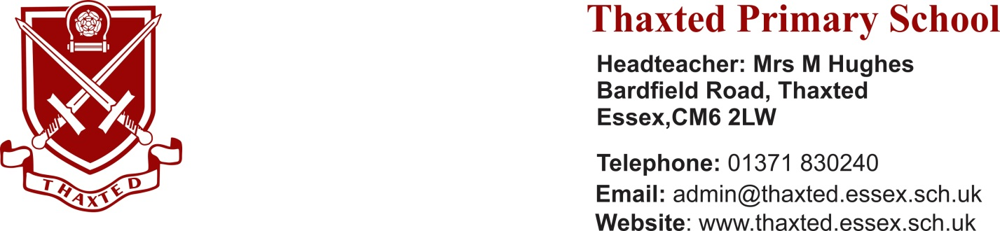 THAXTED
Thaxted Primary School
Headteacher: Mrs M Hughes
Bardfield Road, Thaxted
Essex,CM6 2LW
Telephone: 01371 830240
Email: admin@thaxted.essex.sch.uk
Website: www.thaxted.essex.sch.uk